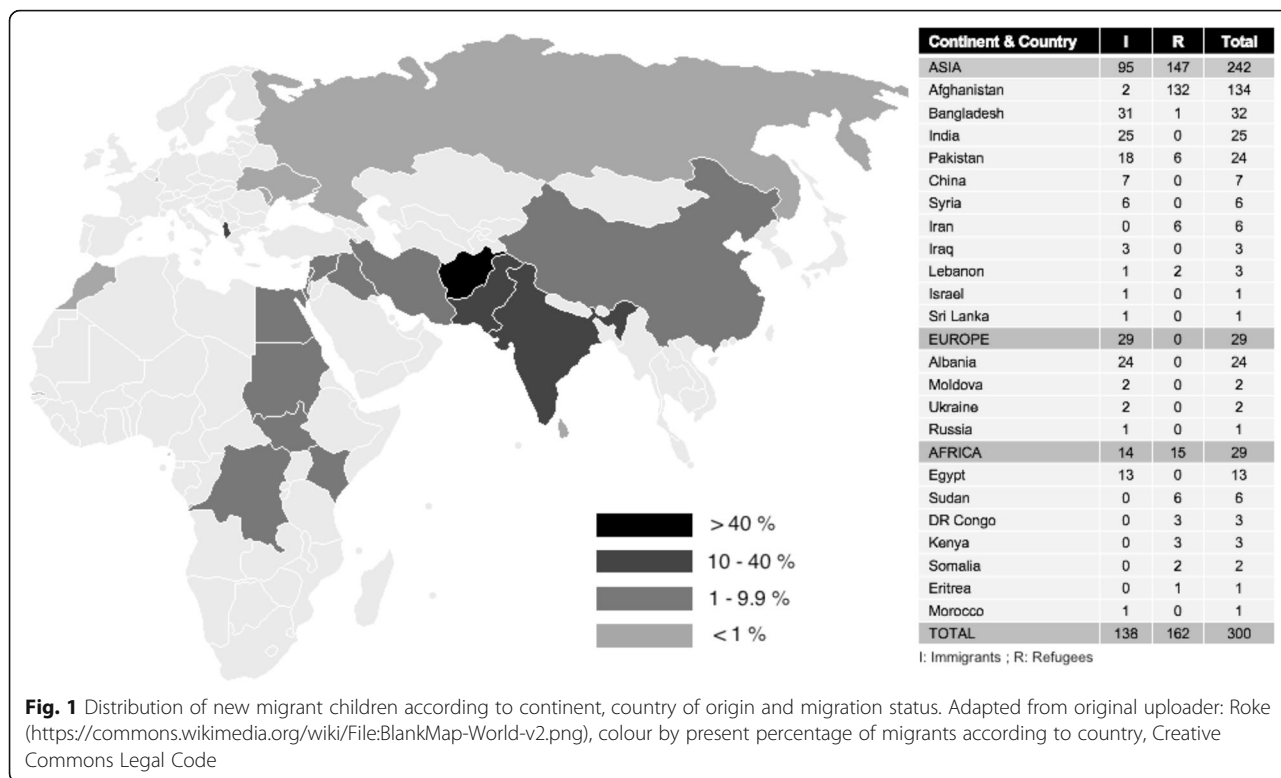 Continent & Country I R Total
ASIA 95 147 242
Afghanistan 2 132 134
Bangladesh 31 1 32
India 25 0 25
Pakistan 18 6 24
China 7 0 7
Syria 6 0 6
Iran 0 6 6
Iraq 3 0 3
Lebanon 1 2 3
Israel 1 0 1
Sri Lanka 1 0 1
EUROPE 29 0 29
Albania 24 0 24
Moldova 2 0 2
Ukraine 2 0 2
Russia 1 0 1
AFRICA 14 15 29
Egypt 13 0 13
Sudan 0 6 6
DR Congo 0 3 3
Kenya 0 3 3
Somalia 0 2 2
Eritrea 0 1 1
Morocco 1 0 1
TOTAL 138 162 300
I: Immigrants ; R: Refugees
> 40 %
10 - 40 %
1 - 9.9 %
< 1 %
Fig. 1 Distribution of new migrant children according to continent, country of origin and migration status. Adapted from original uploader: Roke
(https://commons.wikimedia.org/wiki/File:BlankMap-World-v2.png), colour by present percentage of migrants according to country, Creative
Commons Legal Code